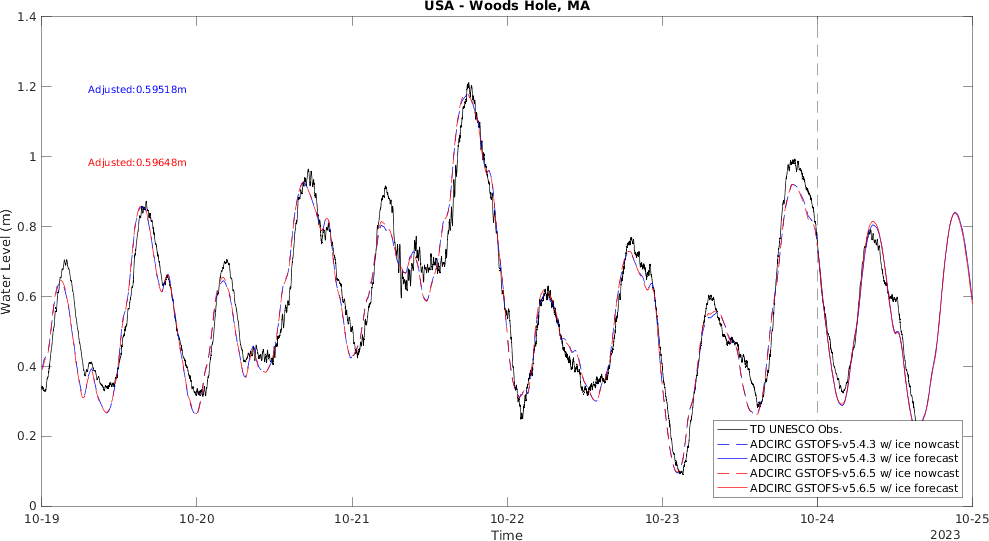 USA - Woods Hole, MA
1.4
1.2
1
0.8
0.6
0.4
0.2
0
Water Level (m)
Adjusted:0.59518m
Adjusted:0.59648m
TD UNESCO Obs.
ADCIRC GSTOFS-v5.4.3 w/ ice nowcast
ADCIRC GSTOFS-v5.4.3 w/ ice forecast
ADCIRC GSTOFS-v5.6.5 w/ ice nowcast
ADCIRC GSTOFS-v5.6.5 w/ ice forecast
10-19 10-20 10-21 10-22 10-23 10-24 10-25
Time
2023